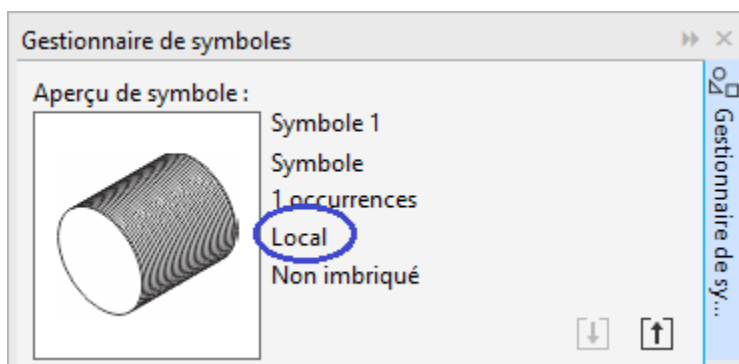 Gestionnaire de symboles
Aperçu de symbole :
Symbole 1
Symbole
1 occurrences
Local
Non imbriqué
Gestionnaire de sy...